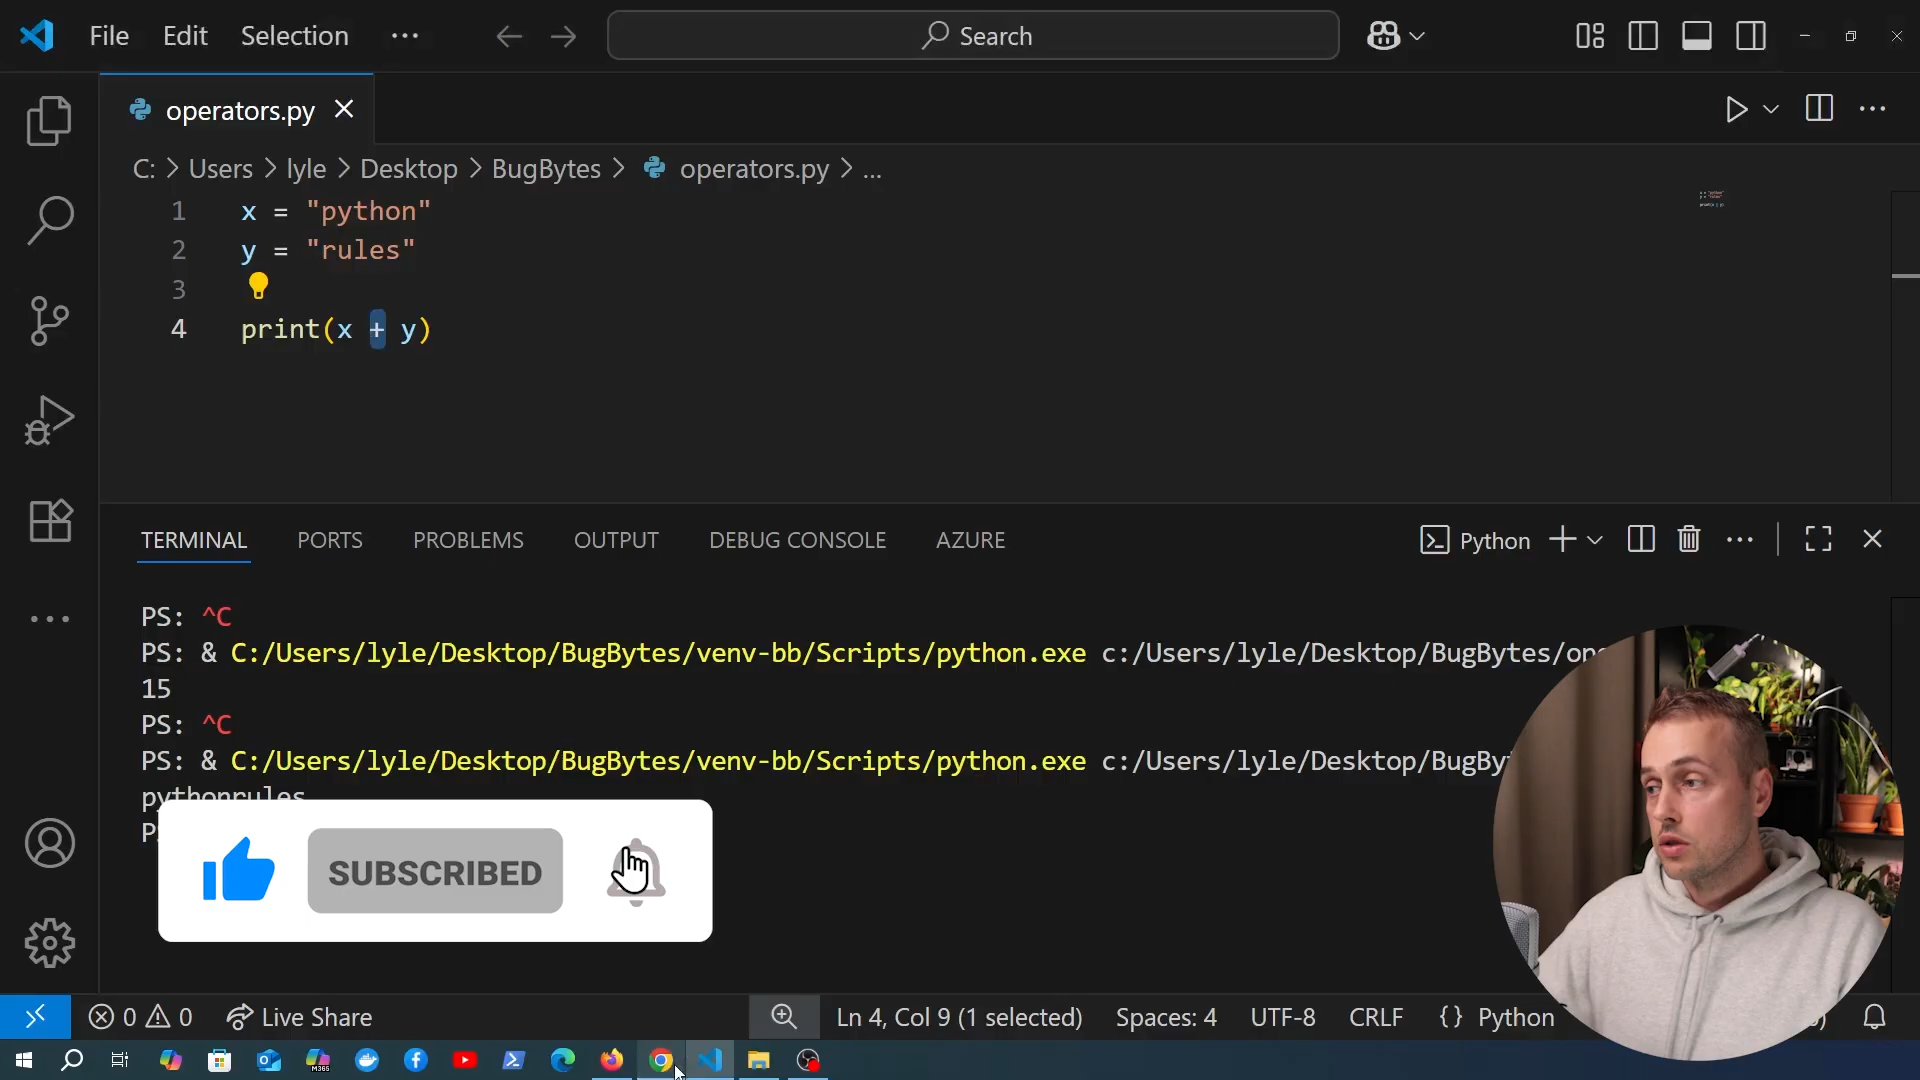 File Edit Selection ··· Search
operators.py
C: > Users > lyle > Desktop > BugBytes > operators.py > ...
1 x = "python"
2 y = "rules"
3
4 print(x + y)
TERMINAL PORTS PROBLEMS OUTPUT DEBUG CONSOLE AZURE Python
PS: ^C
PS: & C:/Users/lyle/Desktop/BugBytes/venv-bb/Scripts/python.exe c:/Users/lyle/Desktop/BugBytes/op
15
PS: ^C
PS: & C:/Users/lyle/Desktop/BugBytes/venv-bb/Scripts/python.exe c:/Users/lyle/Desktop/BugBy
pythonrules
SUBSCRIBED
0 0 Live Share Ln 4, Col 9 (1 selected) Spaces: 4 UTF-8 CRLF {} Python